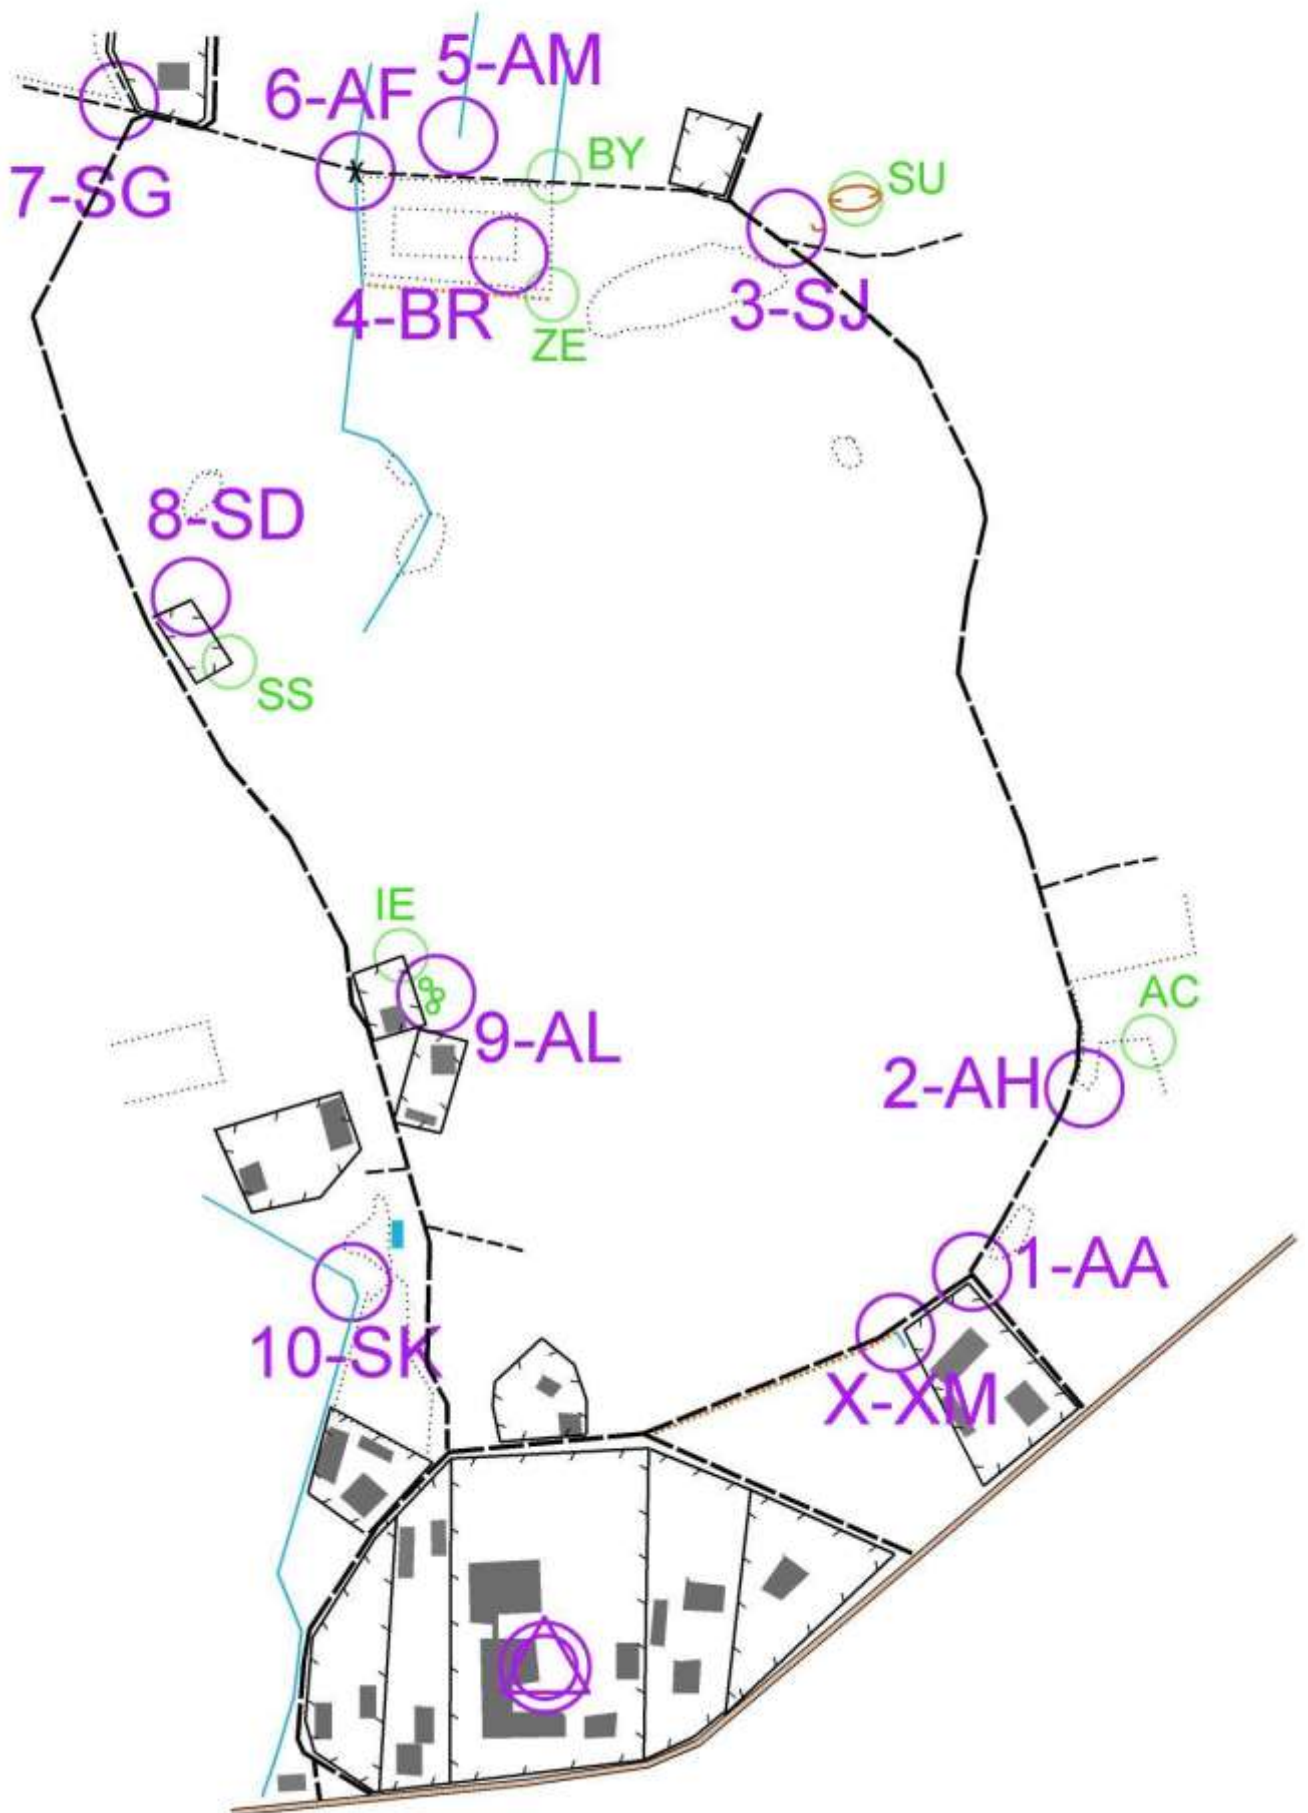 5-AM
6-AF
BY
SU
7-SG
3-SJ
4-BR
ZE
8-SD
SS
IE
AC
9-AL
2-AH
1-AA
10-SK
X-XM